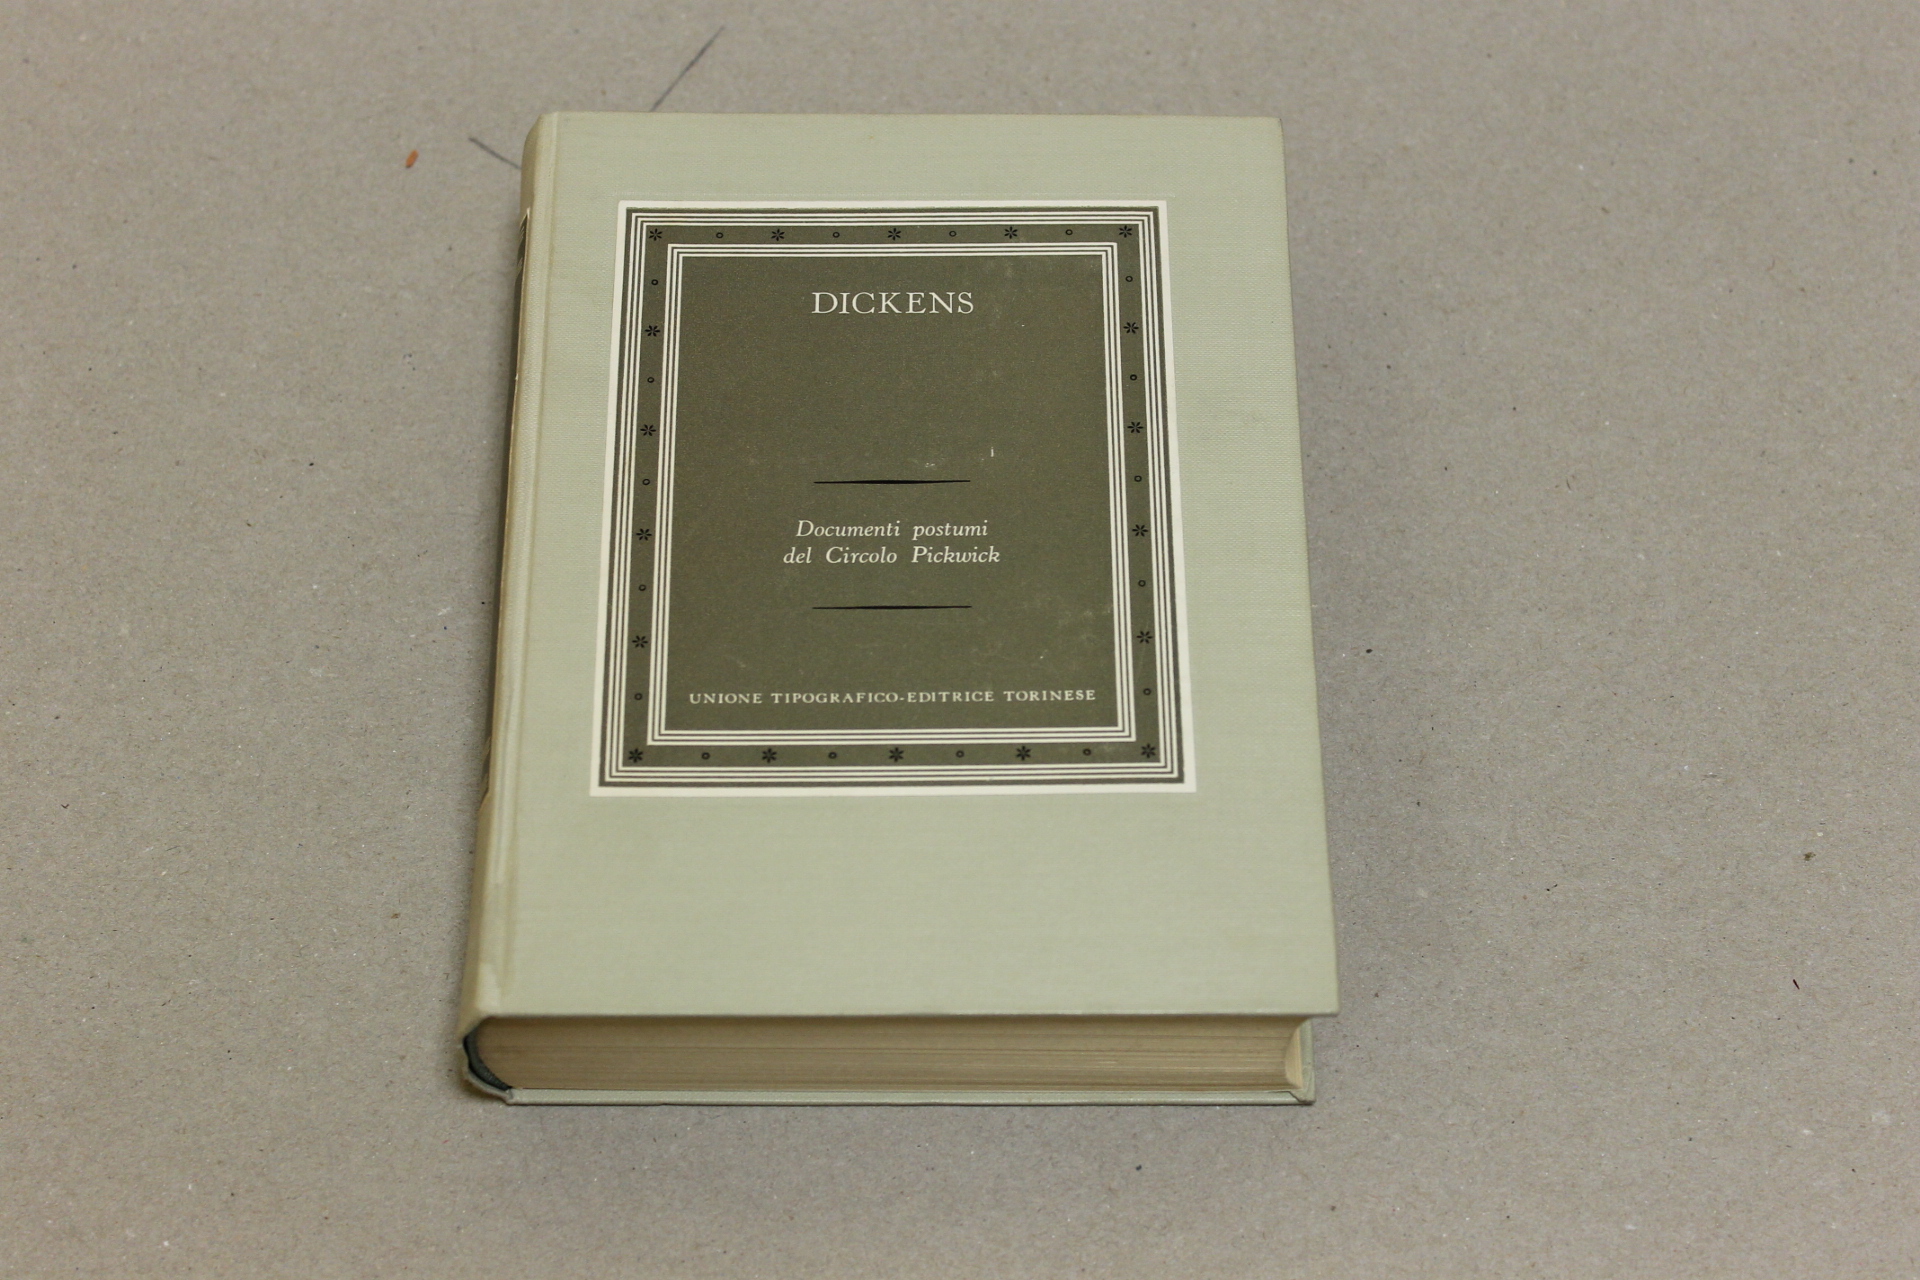 DICKENS
Documenti postumi
del Circolo Pickwick
UNIONE TIPOGRAFICO-EDITRICE TORINESE